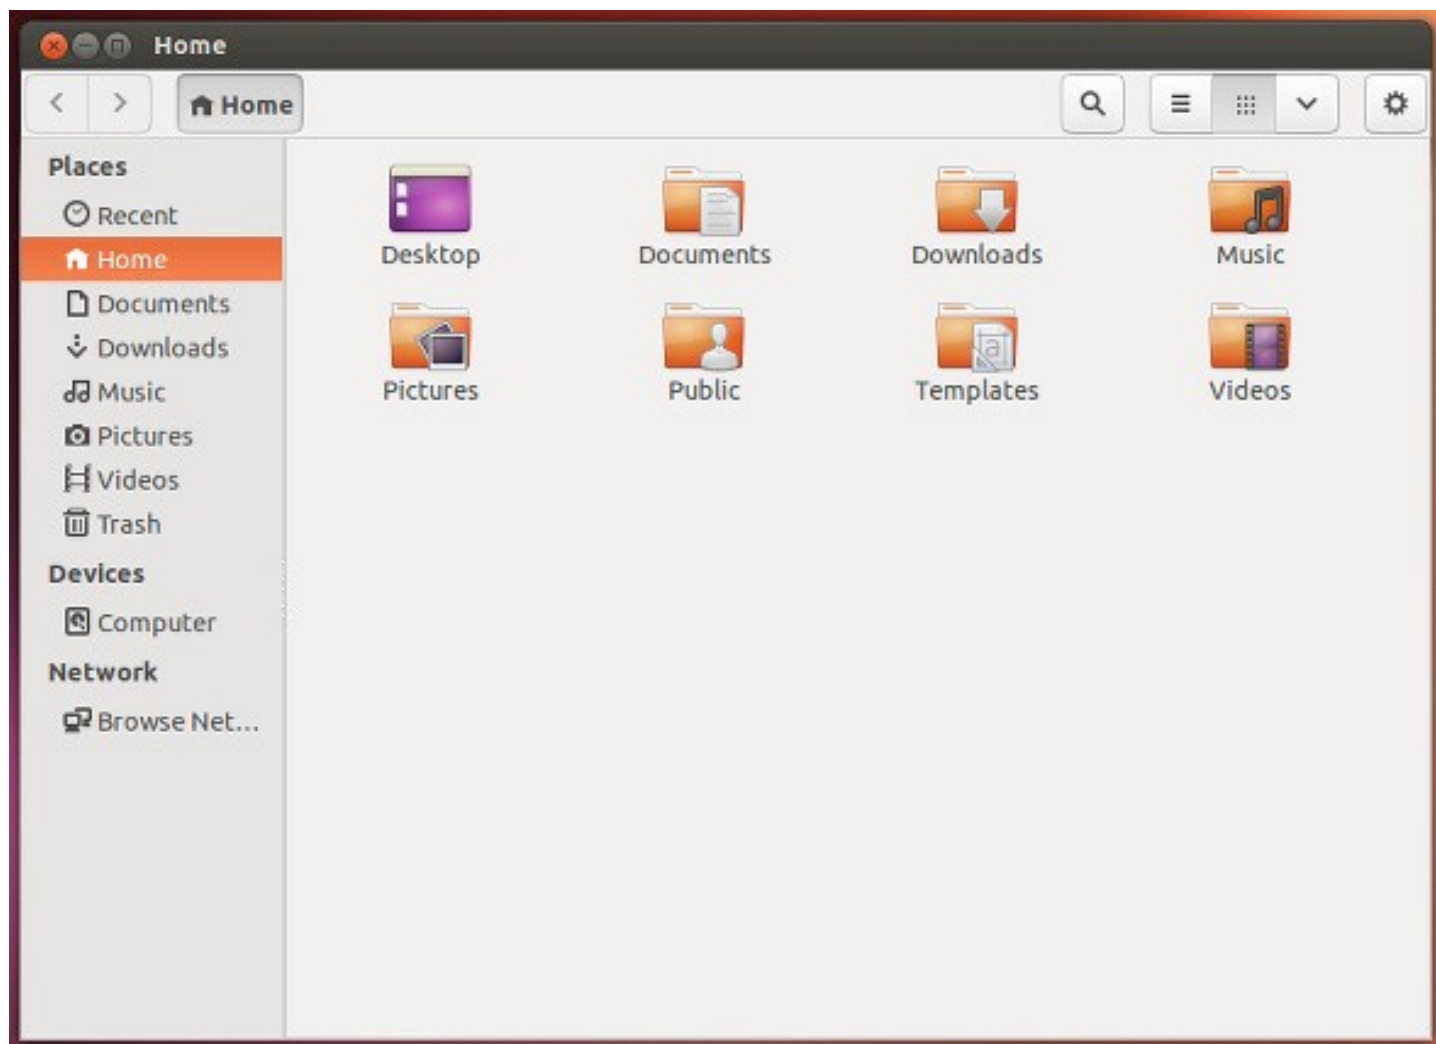 Home
Home
Places
Recent
Home
Documents
Downloads
Music
Pictures
Videos
Trash
Devices
Computer
Network
Browse Net...
Desktop Documents Downloads Music
Pictures Public Templates Videos